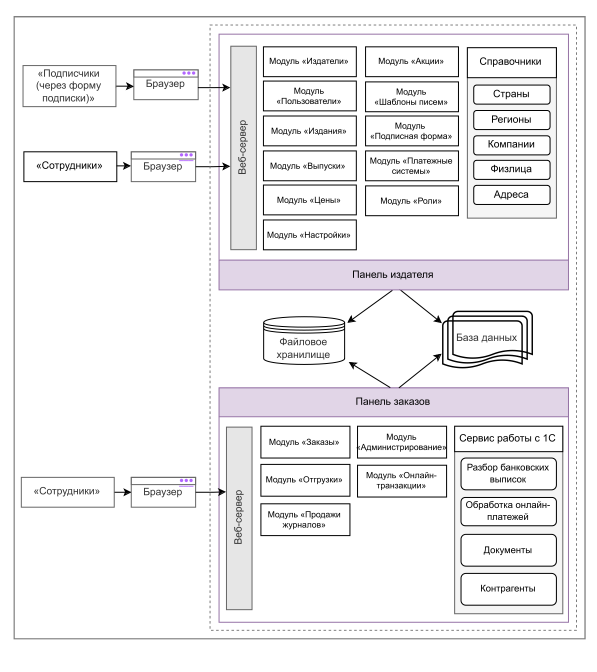 «Подписчики
(через форму
подписки)»
Браузер
«Сотрудники»
Браузер
Веб-сервер
Модуль «Издатели»
Модуль «Акции»
Модуль
«Пользователи»
Модуль
«Шаблоны писем»
Модуль
«Издания»
Модуль
«Подписная форма»
Модуль
«Выпуски»
Модуль «Платежные
системы»
Модуль «Цены»
Модуль «Роли»
Модуль «Настройки»
Справочники
Страны
Регионы
Компании
Физлица
Адреса
Панель издателя
Файловое
хранилище
База данных
Панель заказов
«Сотрудники»
Браузер
Веб-сервер
Модуль «Заказы»
Модуль
«Администрирование»
Модуль «Отгрузки»
Модуль «Онлайн-
транзакции»
Модуль «Продажи
журналов»
Сервис работы с 1С
Разбор банковских
выписок
Обработка онлайн-
платежей
Документы
Контрагенты